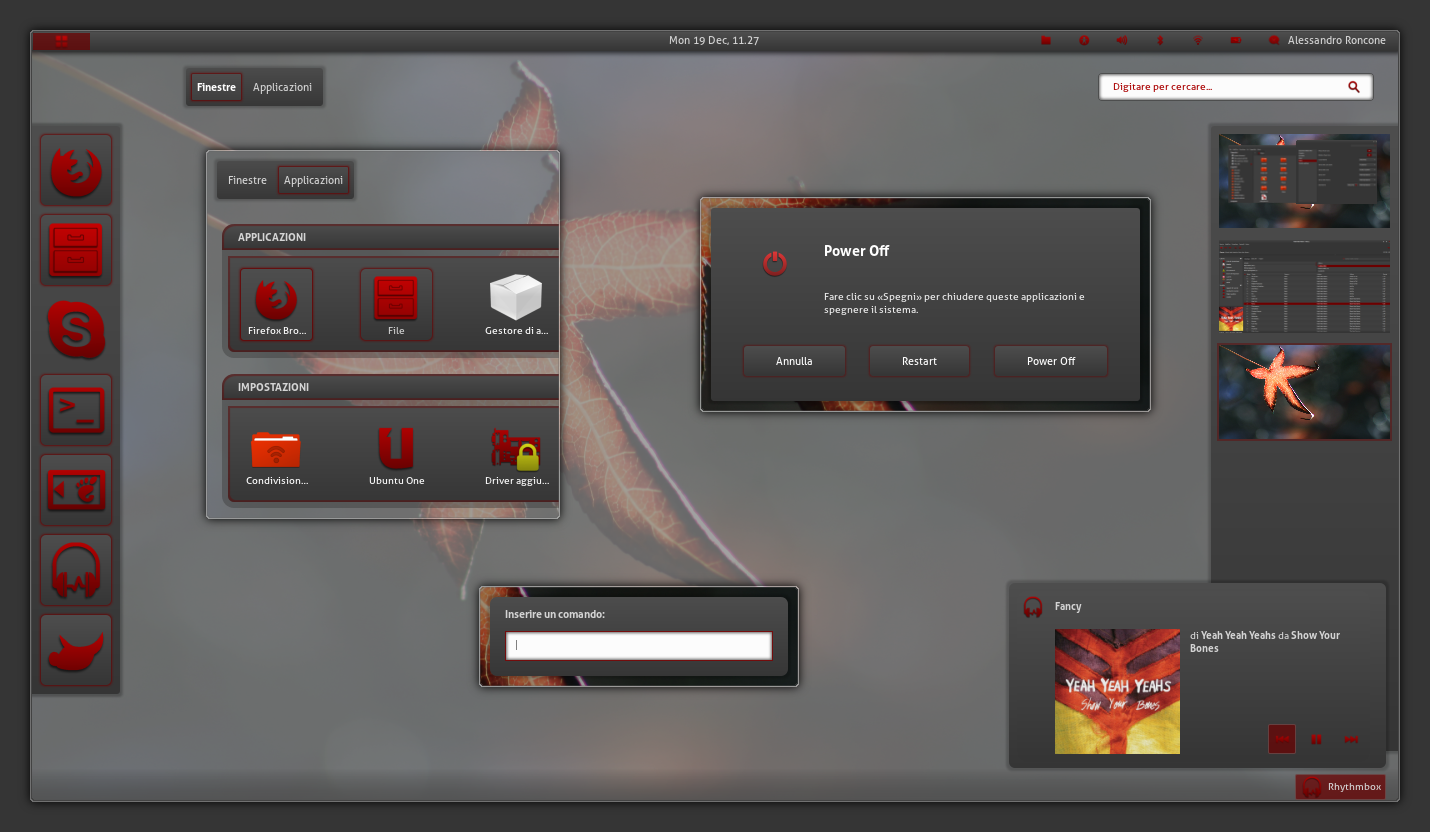 Mon 19 Dec, 11.27
Alessandro Roncone
Finestre
Applicazioni
Digitare per cercare...
Finestre
Applicazioni
APPLICAZIONI
Firefox Bro...
File
Gestore di a...
IMPOSTAZIONI
Condivision...
Ubuntu One
Driver aggiu...
Power Off
Fare clic su «Spegni» per chiudere queste applicazioni e
spegnere il sistema.
Annulla
Restart
Power Off
Inserire un comando:
Fancy
di Yeah Yeah Yeahs da Show Your
Bones
YEAH YEAH YEAHS
Show Your Bones
Rhythmbox